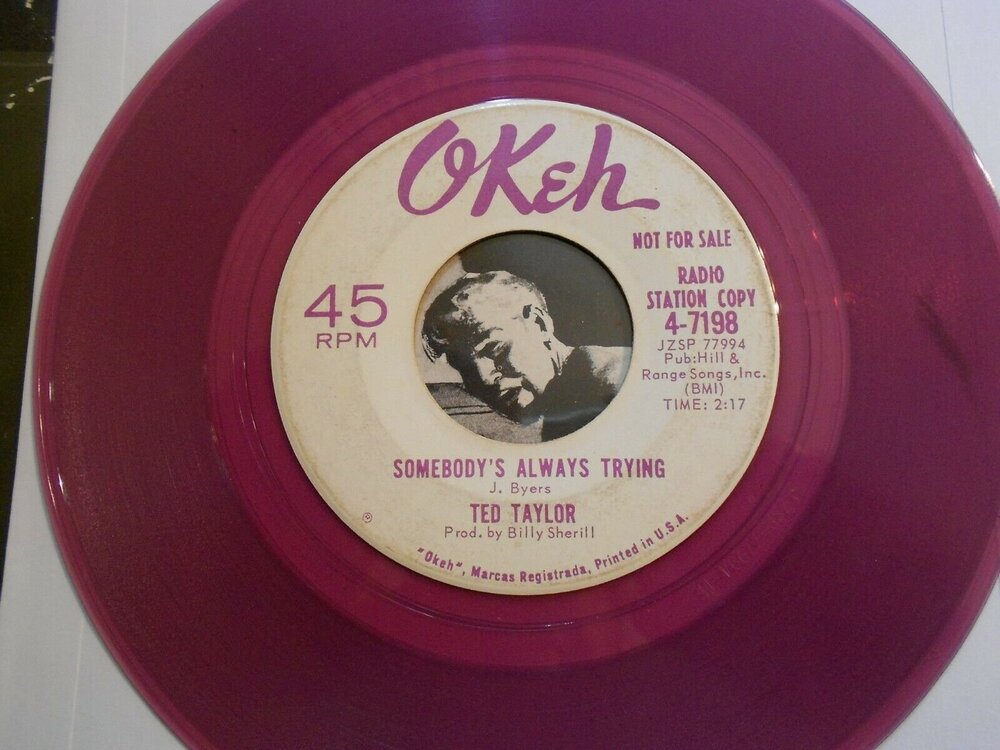 OKeh
NOT FOR SALE
RADIO
STATION COPY
4-7198
JZSP 77994
Pub:Hill &
Range Songs, Inc.
(BMI)
TIME: 2:17
45
RPM
SOMEBODY'S ALWAYS TRYING
J. Byers
TED TAYLOR
Prod. by Billy Sherill
℗
"Okeh", Marcas Registrada, Printed in U.S.A.